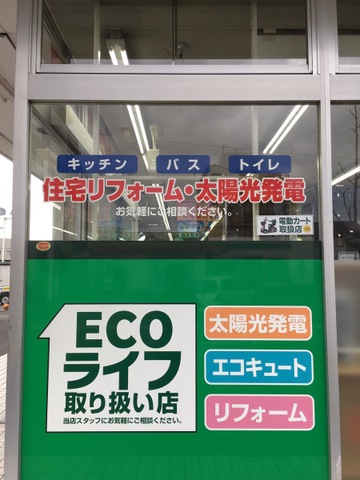 キッチン バス トイレ
住宅リフォーム・太陽光発電
お気軽にご相談ください。
電動カート
取扱店
ECO
ライフ
取り扱い店
当店スタッフにお気軽にご相談ください。
太陽光発電
エコキュート
リフォーム